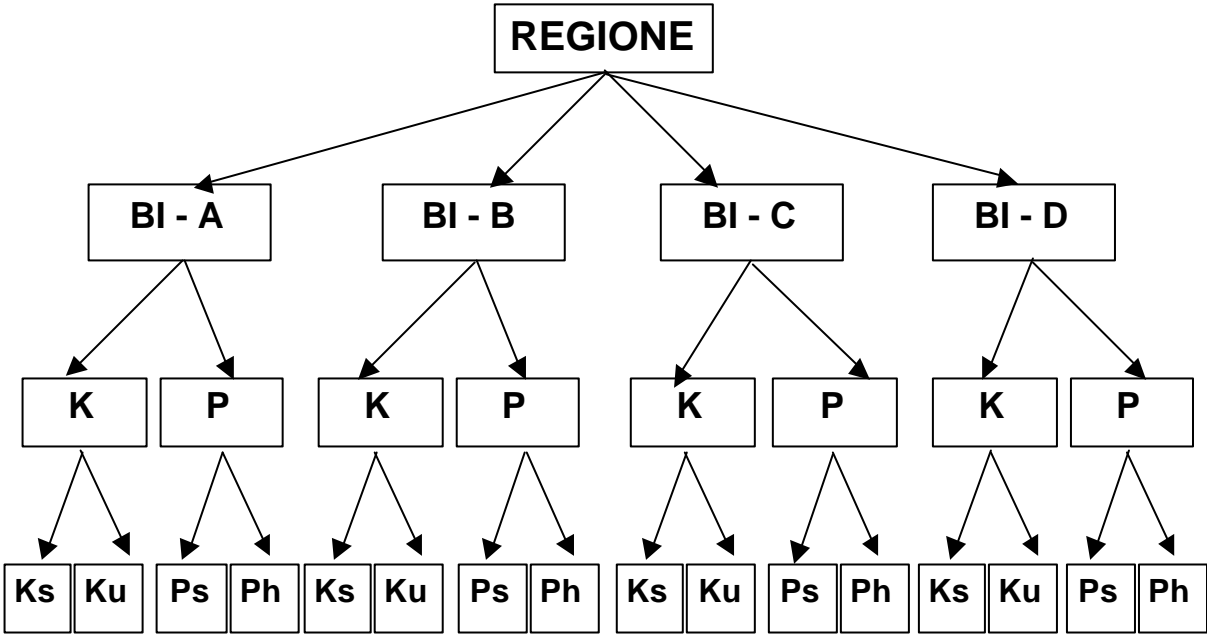 REGIONE
BI - A BI - B BI - C BI - D
K P K P K P K P
Ks Ku Ps Ph Ks Ku Ps Ph Ks Ku Ps Ph Ks Ku Ps Ph